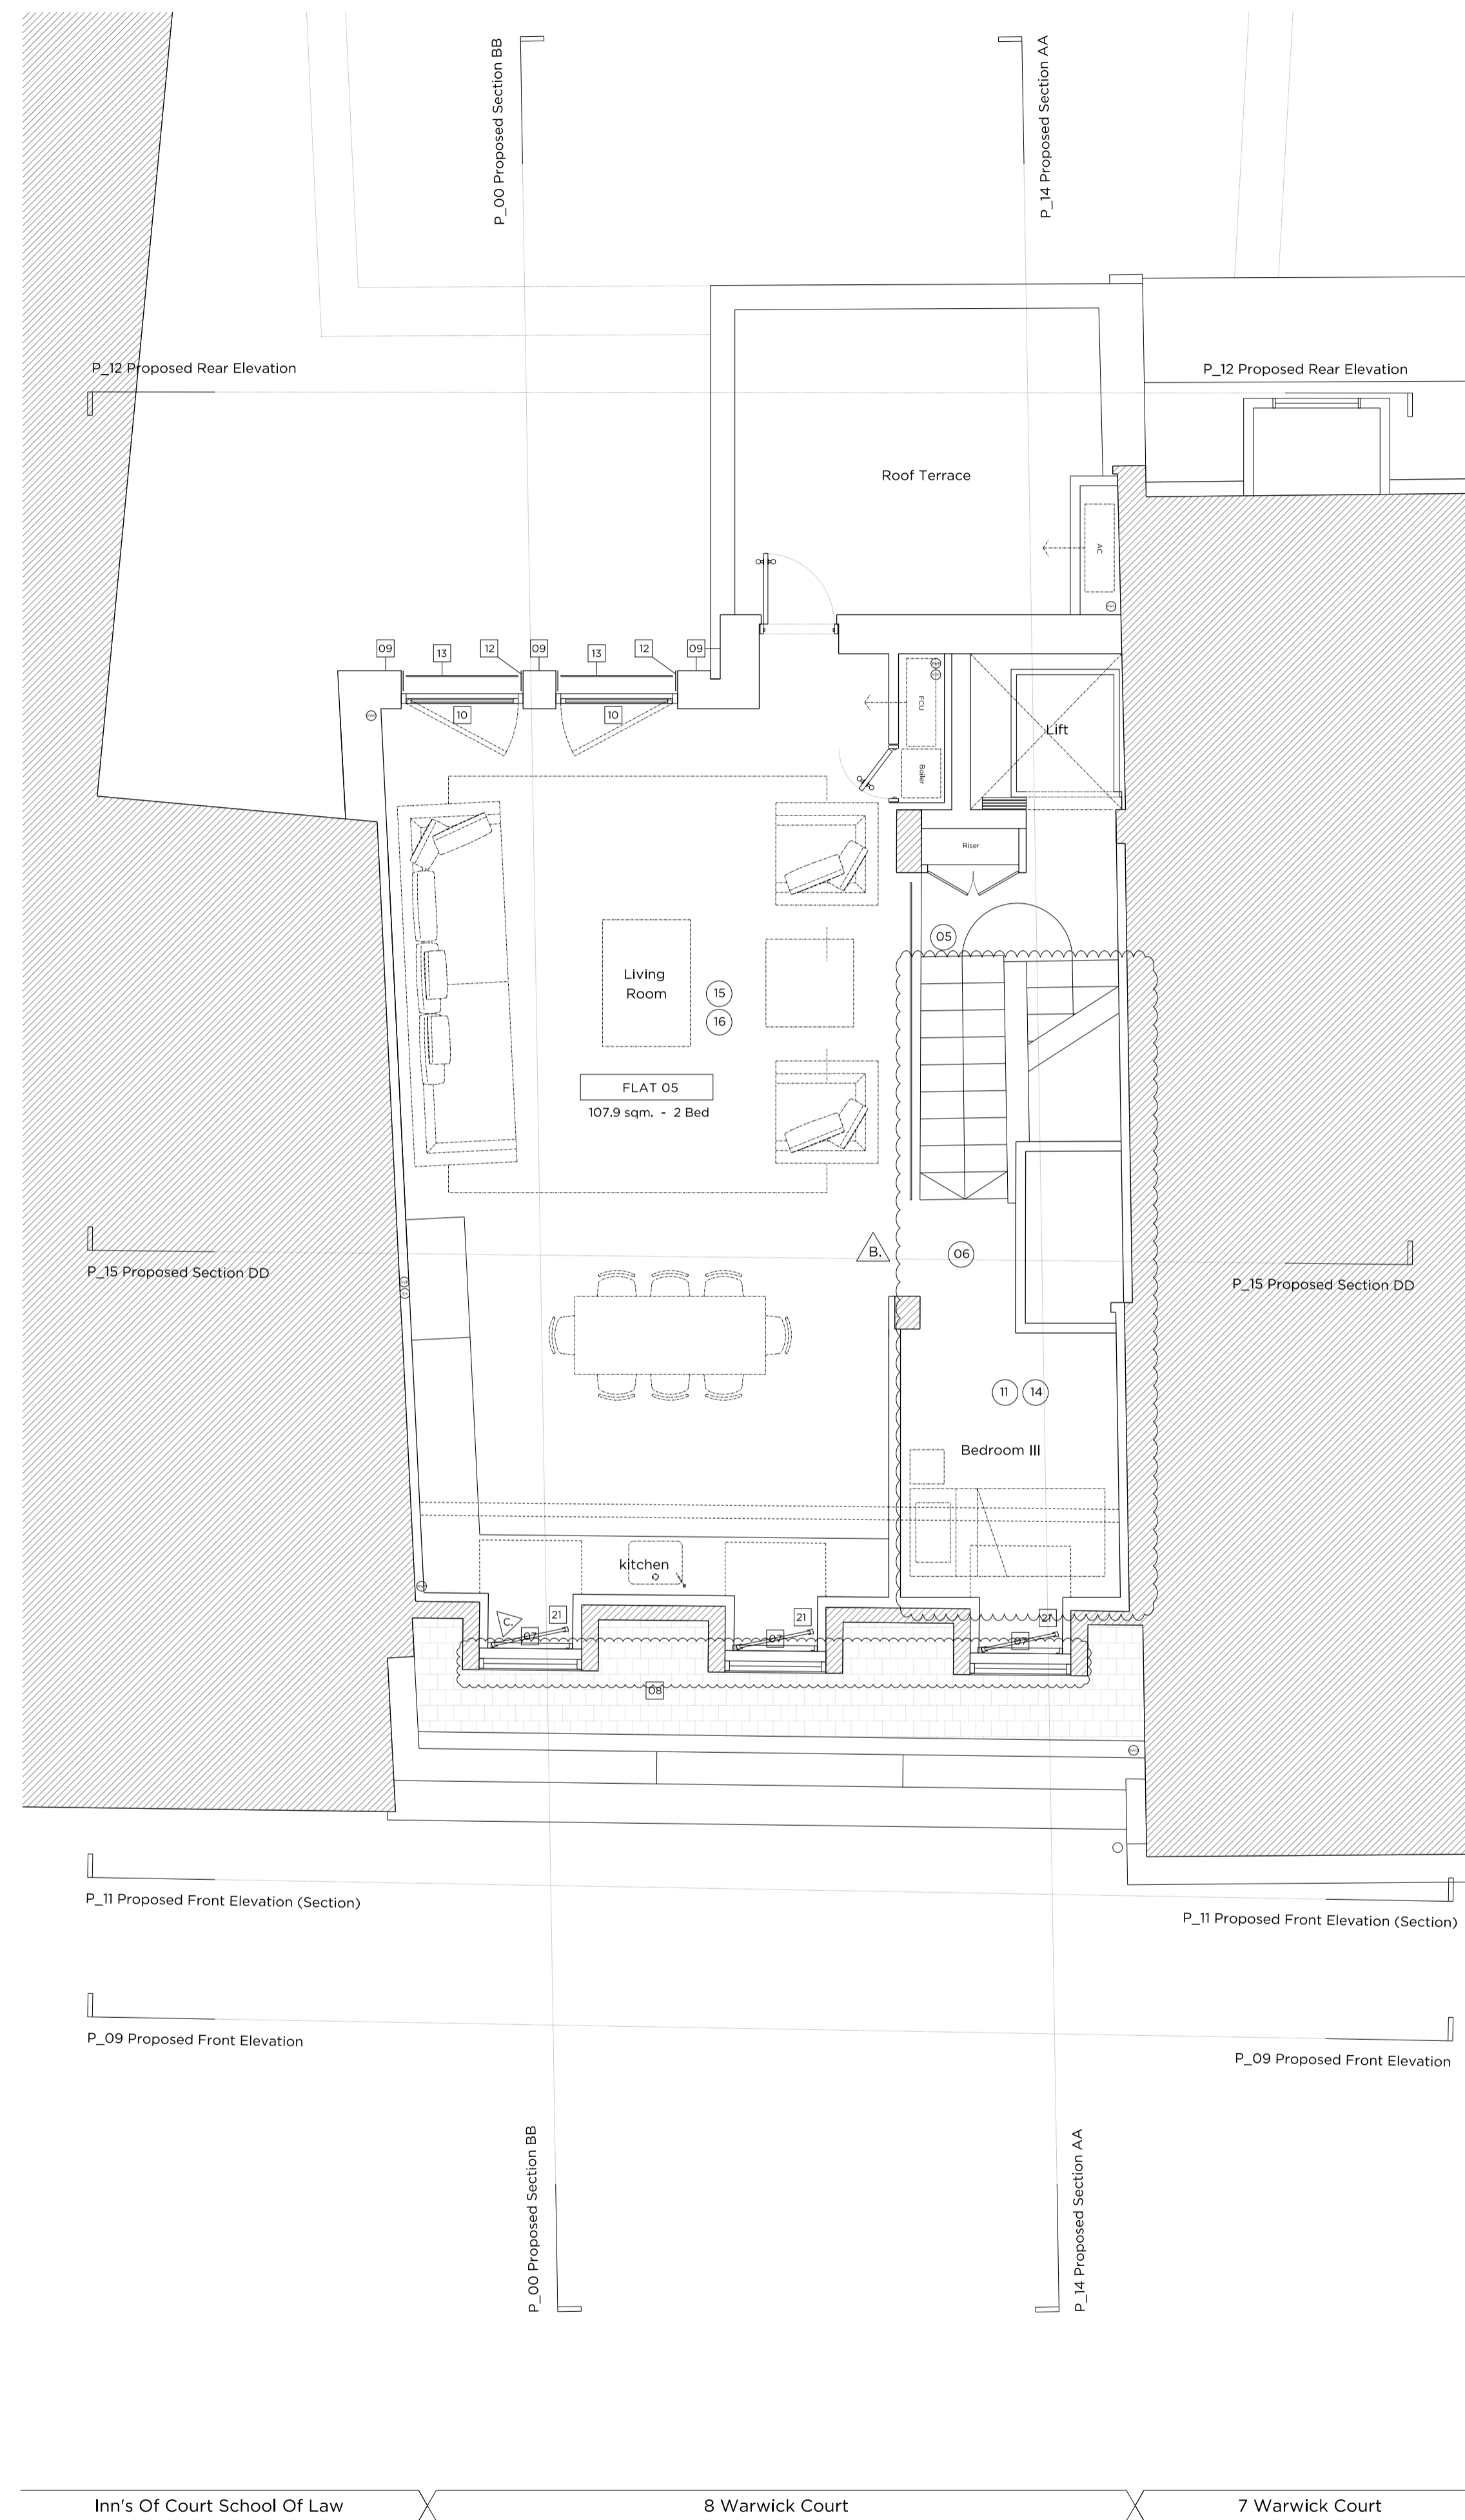 P_00 Proposed Section BB
P_14 Proposed Section AA
P_12 Proposed Rear Elevation
P_12 Proposed Rear Elevation
Roof Terrace
AC
09
13
12
09
13
12
09
10
10
FCU
Boiler
Lift
Riser
05
Living
Room
15
16
FLAT 05
107.9 sqm. - 2 Bed
B.
06
P_15 Proposed Section DD
P_15 Proposed Section DD
11
14
Bedroom III
kitchen
C.
21
07
21
07
21
07
08
P_11 Proposed Front Elevation (Section)
P_11 Proposed Front Elevation (Section)
P_09 Proposed Front Elevation
P_09 Proposed Front Elevation
P_00 Proposed Section BB
P_14 Proposed Section AA
Inn's Of Court School Of Law
8 Warwick Court
7 Warwick Court